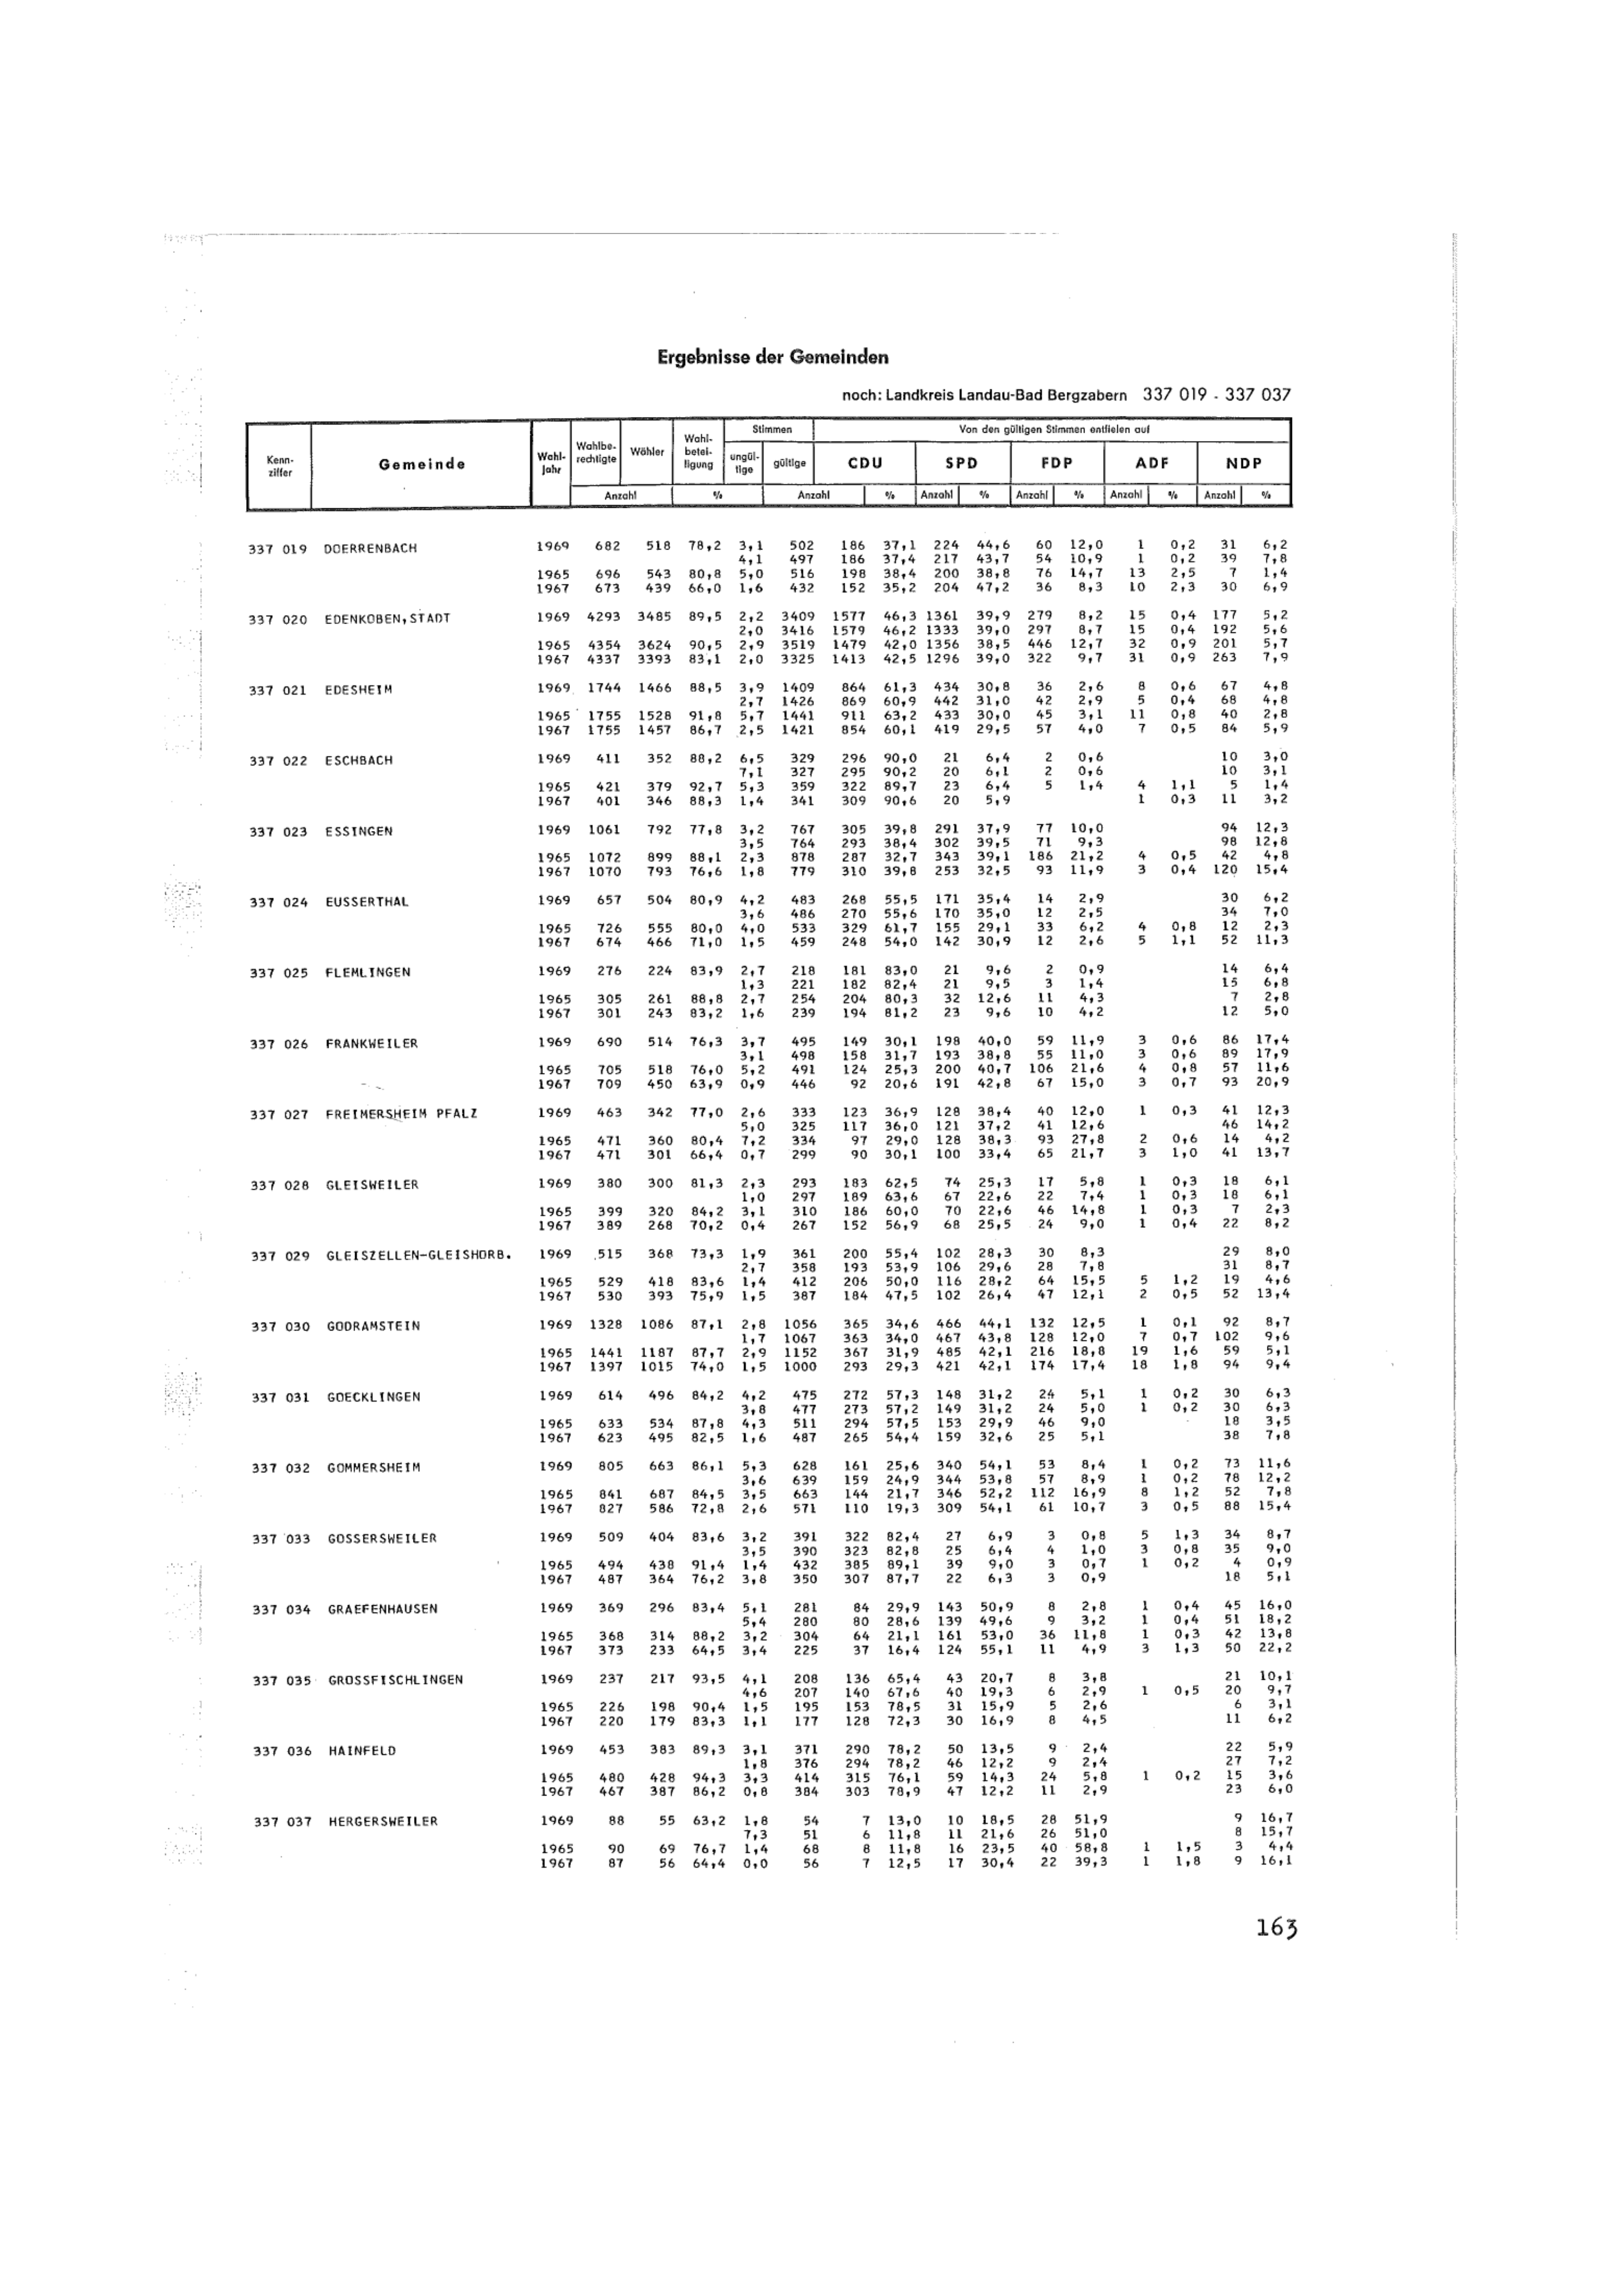 Ergebnisse der Gemeinden
noch: Landkreis Landau-Bad Bergzabern 337 019 - 337 037
Kenn-ziffer Gemeinde Wahl-Jahr Wahlbe-rechtigte Wähler Wahl-betei-ligung Stimmen Von den gültigen Stimmen entfielen auf
ungül-tige gültige CDU SPD FDP ADF NDP
Anzahl % Anzahl % Anzahl % Anzahl % Anzahl % Anzahl %
337 019 DOERRENBACH 1969 682 518 78,2 3,1 502 186 37,1 224 44,6 60 12,0 1 0,2 31 6,2
4,1 497 186 37,4 217 43,7 54 10,9 1 0,2 39 7,8
1965 696 543 80,8 5,0 516 198 38,4 200 38,8 76 14,7 13 2,5 7 1,4
1967 673 439 66,0 1,6 432 152 35,2 204 47,2 36 8,3 10 2,3 30 6,9
337 020 EDENKOBEN,STADT 1969 4293 3485 89,5 2,2 3409 1577 46,3 1361 39,9 279 8,2 15 0,4 177 5,2
2,0 3416 1579 46,2 1333 39,0 297 8,7 15 0,4 192 5,6
1965 4354 3624 90,5 2,9 3519 1479 42,0 1356 38,5 446 12,7 32 0,9 201 5,7
1967 4337 3393 83,1 2,0 3325 1413 42,5 1296 39,0 322 9,7 31 0,9 263 7,9
337 021 EDESHEIM 1969 1744 1466 88,5 3,9 1409 864 61,3 434 30,8 36 2,6 8 0,6 67 4,8
2,7 1426 869 60,9 442 31,0 42 2,9 5 0,4 68 4,8
1965 1755 1528 91,8 5,7 1441 911 63,2 433 30,0 45 3,1 11 0,8 40 2,8
1967 1755 1457 86,7 2,5 1421 854 60,1 419 29,5 57 4,0 7 0,5 84 5,9
337 022 ESCHBACH 1969 411 352 88,2 6,5 329 296 90,0 21 6,4 2 0,6 10 3,0
7,1 327 295 90,2 20 6,1 2 0,6 10 3,1
1965 421 379 92,7 5,3 359 322 89,7 23 6,4 5 1,4 4 1,1 5 1,4
1967 401 346 88,3 1,4 341 309 90,6 20 5,9 1 0,3 11 3,2
337 023 ESSINGEN 1969 1061 792 77,8 3,2 767 305 39,8 291 37,9 77 10,0 94 12,3
3,5 764 293 38,4 302 39,5 71 9,3 98 12,8
1965 1072 899 88,1 2,3 878 287 32,7 343 39,1 186 21,2 4 0,5 42 4,8
1967 1070 793 76,6 1,8 779 310 39,8 253 32,5 93 11,9 3 0,4 120 15,4
337 024 EUSSERTHAL 1969 657 504 80,9 4,2 483 268 55,5 171 35,4 14 2,9 30 6,2
3,6 486 270 55,6 170 35,0 12 2,5 34 7,0
1965 726 555 80,0 4,0 533 329 61,7 155 29,1 33 6,2 4 0,8 12 2,3
1967 674 466 71,0 1,5 459 248 54,0 142 30,9 12 2,6 5 1,1 52 11,3
337 025 FLEMLINGEN 1969 276 224 83,9 2,7 218 181 83,0 21 9,6 2 0,9 14 6,4
1,3 221 182 82,4 21 9,5 3 1,4 15 6,8
1965 305 261 88,8 2,7 254 204 80,3 32 12,6 11 4,3 7 2,8
1967 301 243 83,2 1,6 239 194 81,2 23 9,6 10 4,2 12 5,0
337 026 FRANKWEILER 1969 690 514 76,3 3,7 495 149 30,1 198 40,0 59 11,9 3 0,6 86 17,4
3,1 498 158 31,7 193 38,8 55 11,0 3 0,6 89 17,9
1965 705 518 76,0 5,2 491 124 25,3 200 40,7 106 21,6 4 0,8 57 11,6
1967 709 450 63,9 0,9 446 92 20,6 191 42,8 67 15,0 3 0,7 93 20,9
337 027 FREIMERSHEIM PFALZ 1969 463 342 77,0 2,6 333 123 36,9 128 38,4 40 12,0 1 0,3 41 12,3
5,0 325 117 36,0 121 37,2 41 12,6 46 14,2
1965 471 360 80,4 7,2 334 97 29,0 128 38,3 93 27,8 2 0,6 14 4,2
1967 471 301 66,4 0,7 299 90 30,1 100 33,4 65 21,7 3 1,0 41 13,7
337 028 GLEISWEILER 1969 380 300 81,3 2,3 293 183 62,5 74 25,3 17 5,8 1 0,3 18 6,1
1,0 297 189 63,6 67 22,6 22 7,4 1 0,3 18 6,1
1965 399 320 84,2 3,1 310 186 60,0 70 22,6 46 14,8 1 0,3 7 2,3
1967 389 268 70,2 0,4 267 152 56,9 68 25,5 24 9,0 1 0,4 22 8,2
337 029 GLEISZELLEN-GLEISHORB. 1969 515 368 73,3 1,9 361 200 55,4 102 28,3 30 8,3 29 8,0
2,7 358 193 53,9 106 29,6 28 7,8 31 8,7
1965 529 418 83,6 1,4 412 206 50,0 116 28,2 64 15,5 5 1,2 19 4,6
1967 530 393 75,9 1,5 387 184 47,5 102 26,4 47 12,1 2 0,5 52 13,4
337 030 GODRAMSTEIN 1969 1328 1086 87,1 2,8 1056 365 34,6 466 44,1 132 12,5 1 0,1 92 8,7
1,7 1067 363 34,0 467 43,8 128 12,0 7 0,7 102 9,6
1965 1441 1187 87,7 2,9 1152 367 31,9 485 42,1 216 18,8 19 1,6 59 5,1
1967 1397 1015 74,0 1,5 1000 293 29,3 421 42,1 174 17,4 18 1,8 94 9,4
337 031 GOECKLINGEN 1969 614 496 84,2 4,2 475 272 57,3 148 31,2 24 5,1 1 0,2 30 6,3
3,8 477 273 57,2 149 31,2 24 5,0 1 0,2 30 6,3
1965 633 534 87,8 4,3 511 294 57,5 153 29,9 46 9,0 18 3,5
1967 623 495 82,5 1,6 487 265 54,4 159 32,6 25 5,1 38 7,8
337 032 GOMMERSHEIM 1969 805 663 86,1 5,3 628 161 25,6 340 54,1 53 8,4 1 0,2 73 11,6
3,6 639 159 24,9 344 53,8 57 8,9 1 0,2 78 12,2
1965 841 687 84,5 3,5 663 144 21,7 346 52,2 112 16,9 8 1,2 52 7,8
1967 827 586 72,8 2,6 571 110 19,3 309 54,1 61 10,7 3 0,5 88 15,4
337 033 GOSSERSWEILER 1969 509 404 83,6 3,2 391 322 82,4 27 6,9 3 0,8 5 1,3 34 8,7
3,5 390 323 82,8 25 6,4 4 1,0 3 0,8 35 9,0
1965 494 438 91,4 1,4 432 385 89,1 39 9,0 3 0,7 1 0,2 4 0,9
1967 487 364 76,2 3,8 350 307 87,7 22 6,3 3 0,9 18 5,1
337 034 GRAEFENHAUSEN 1969 369 296 83,4 5,1 281 84 29,9 143 50,9 8 2,8 1 0,4 45 16,0
5,4 280 80 28,6 139 49,6 9 3,2 1 0,4 51 18,2
1965 368 314 88,2 3,2 304 64 21,1 161 53,0 36 11,8 1 0,3 42 13,8
1967 373 233 64,5 3,4 225 37 16,4 124 55,1 11 4,9 3 1,3 50 22,2
337 035 GROSSFISCHLINGEN 1969 237 217 93,5 4,1 208 136 65,4 43 20,7 8 3,8 21 10,1
4,6 207 140 67,6 40 19,3 6 2,9 1 0,5 20 9,7
1965 226 198 90,4 1,5 195 153 78,5 31 15,9 5 2,6 6 3,1
1967 220 179 83,3 1,1 177 128 72,3 30 16,9 8 4,5 11 6,2
337 036 HAINFELD 1969 453 383 89,3 3,1 371 290 78,2 50 13,5 9 2,4 22 5,9
1,8 376 294 78,2 46 12,2 9 2,4 27 7,2
1965 480 428 94,3 3,3 414 315 76,1 59 14,3 24 5,8 1 0,2 15 3,6
1967 467 387 86,2 0,8 384 303 78,9 47 12,2 11 2,9 23 6,0
337 037 HERGERSWEILER 1969 88 55 63,2 1,8 54 7 13,0 10 18,5 28 51,9 9 16,7
7,3 51 6 11,8 11 21,6 26 51,0 8 15,7
1965 90 69 76,7 1,4 68 8 11,8 16 23,5 40 58,8 1 1,5 3 4,4
1967 87 56 64,4 0,0 56 7 12,5 17 30,4 22 39,3 1 1,8 9 16,1
163